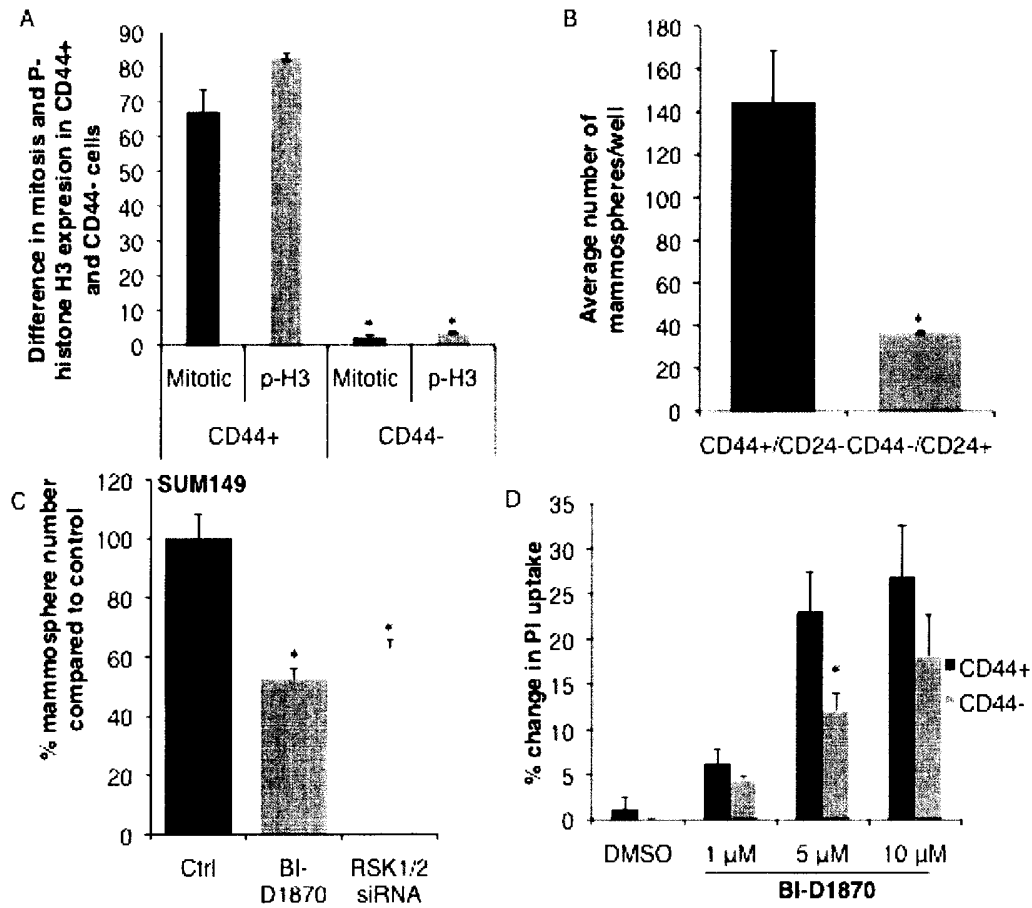 A
Difference in mitosis and P-
histone H3 expresion in CD44+
and CD44- cells
90
80
70
60
50
40
30
20
10
0
*
*
Mitotic
p-H3
Mitotic
p-H3
CD44+
CD44-
B
Average number of
mammospheres/well
180
160
140
120
100
80
60
40
20
0
*
CD44+/CD24-
CD44-/CD24+
C
SUM149
% mammosphere number
compared to control
120
100
80
60
40
20
0
*
*
Ctrl
BI-
D1870
RSK1/2
siRNA
D
% change in PI uptake
35
30
25
20
15
10
5
0
*
CD44+
CD44-
DMSO
1 µM
5 µM
10 µM
BI-D1870